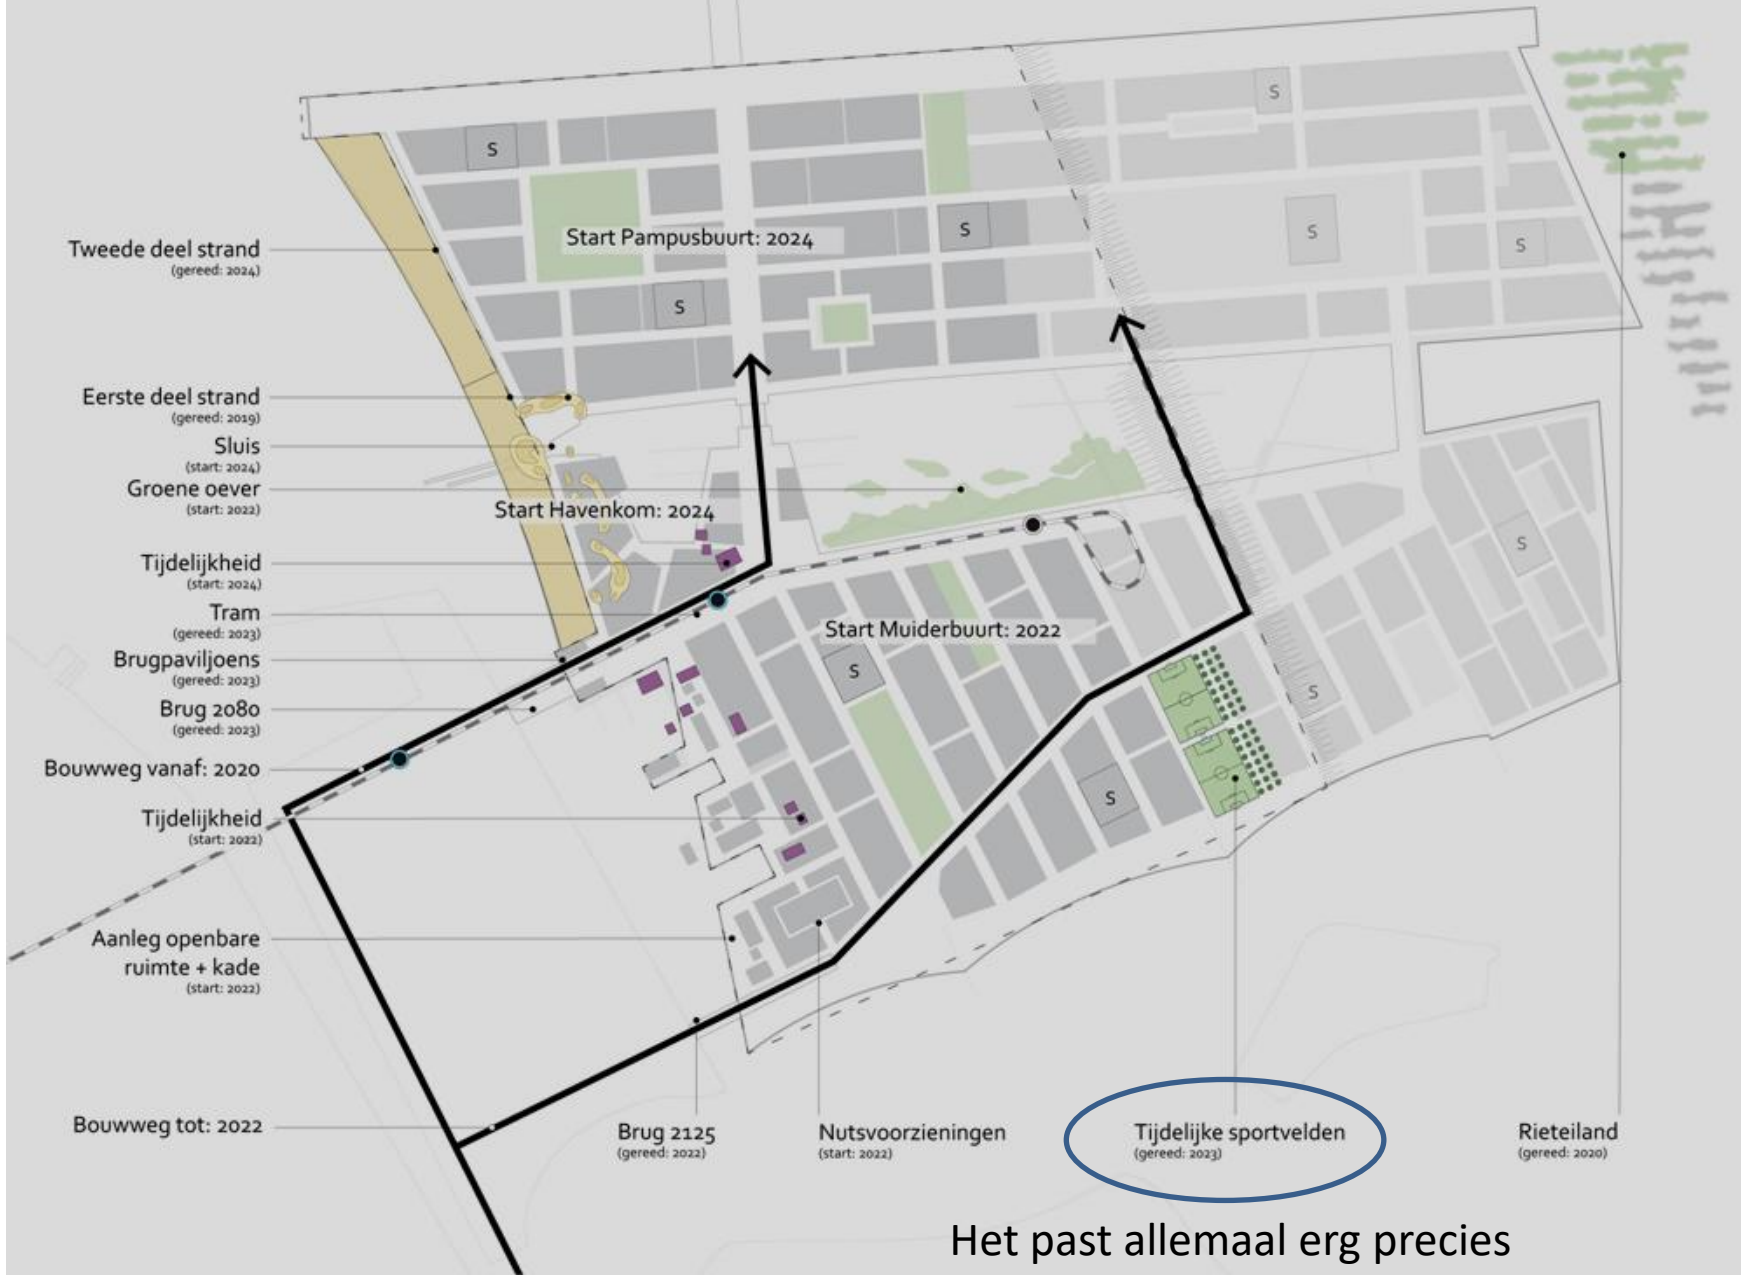 S
S
Start Pampusbuurt: 2024
S
S
S
S
S
Tweede deel strand
(gereed: 2024)
Eerste deel strand
(gereed: 2019)
Sluis
(start: 2024)
Groene oever
(start: 2022)
Start Havenkom: 2024
S
Tijdelijkheid
(start: 2024)
Tram
(gereed: 2023)
Start Muiderbuurt: 2022
S
Brugpaviljoens
(gereed: 2023)
S
Brug 2080
(gereed: 2023)
Bouwweg vanaf: 2020
S
Tijdelijkheid
(start: 2022)
Aanleg openbare
ruimte + kade
(start: 2022)
Bouwweg tot: 2022
Brug 2125
(gereed: 2022)
Nutsvoorzieningen
(start: 2022)
Tijdelijke sportvelden
(gereed: 2023)
Rieteiland
(gereed: 2020)
Het past allemaal erg precies